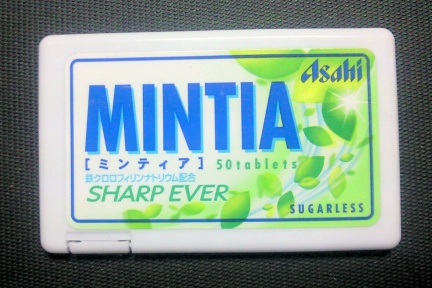 Asahi
MINTIA
[ミンティア] 50tablets
鉄クロロフィリンナトリウム配合
SHARP EVER
SUGARLESS